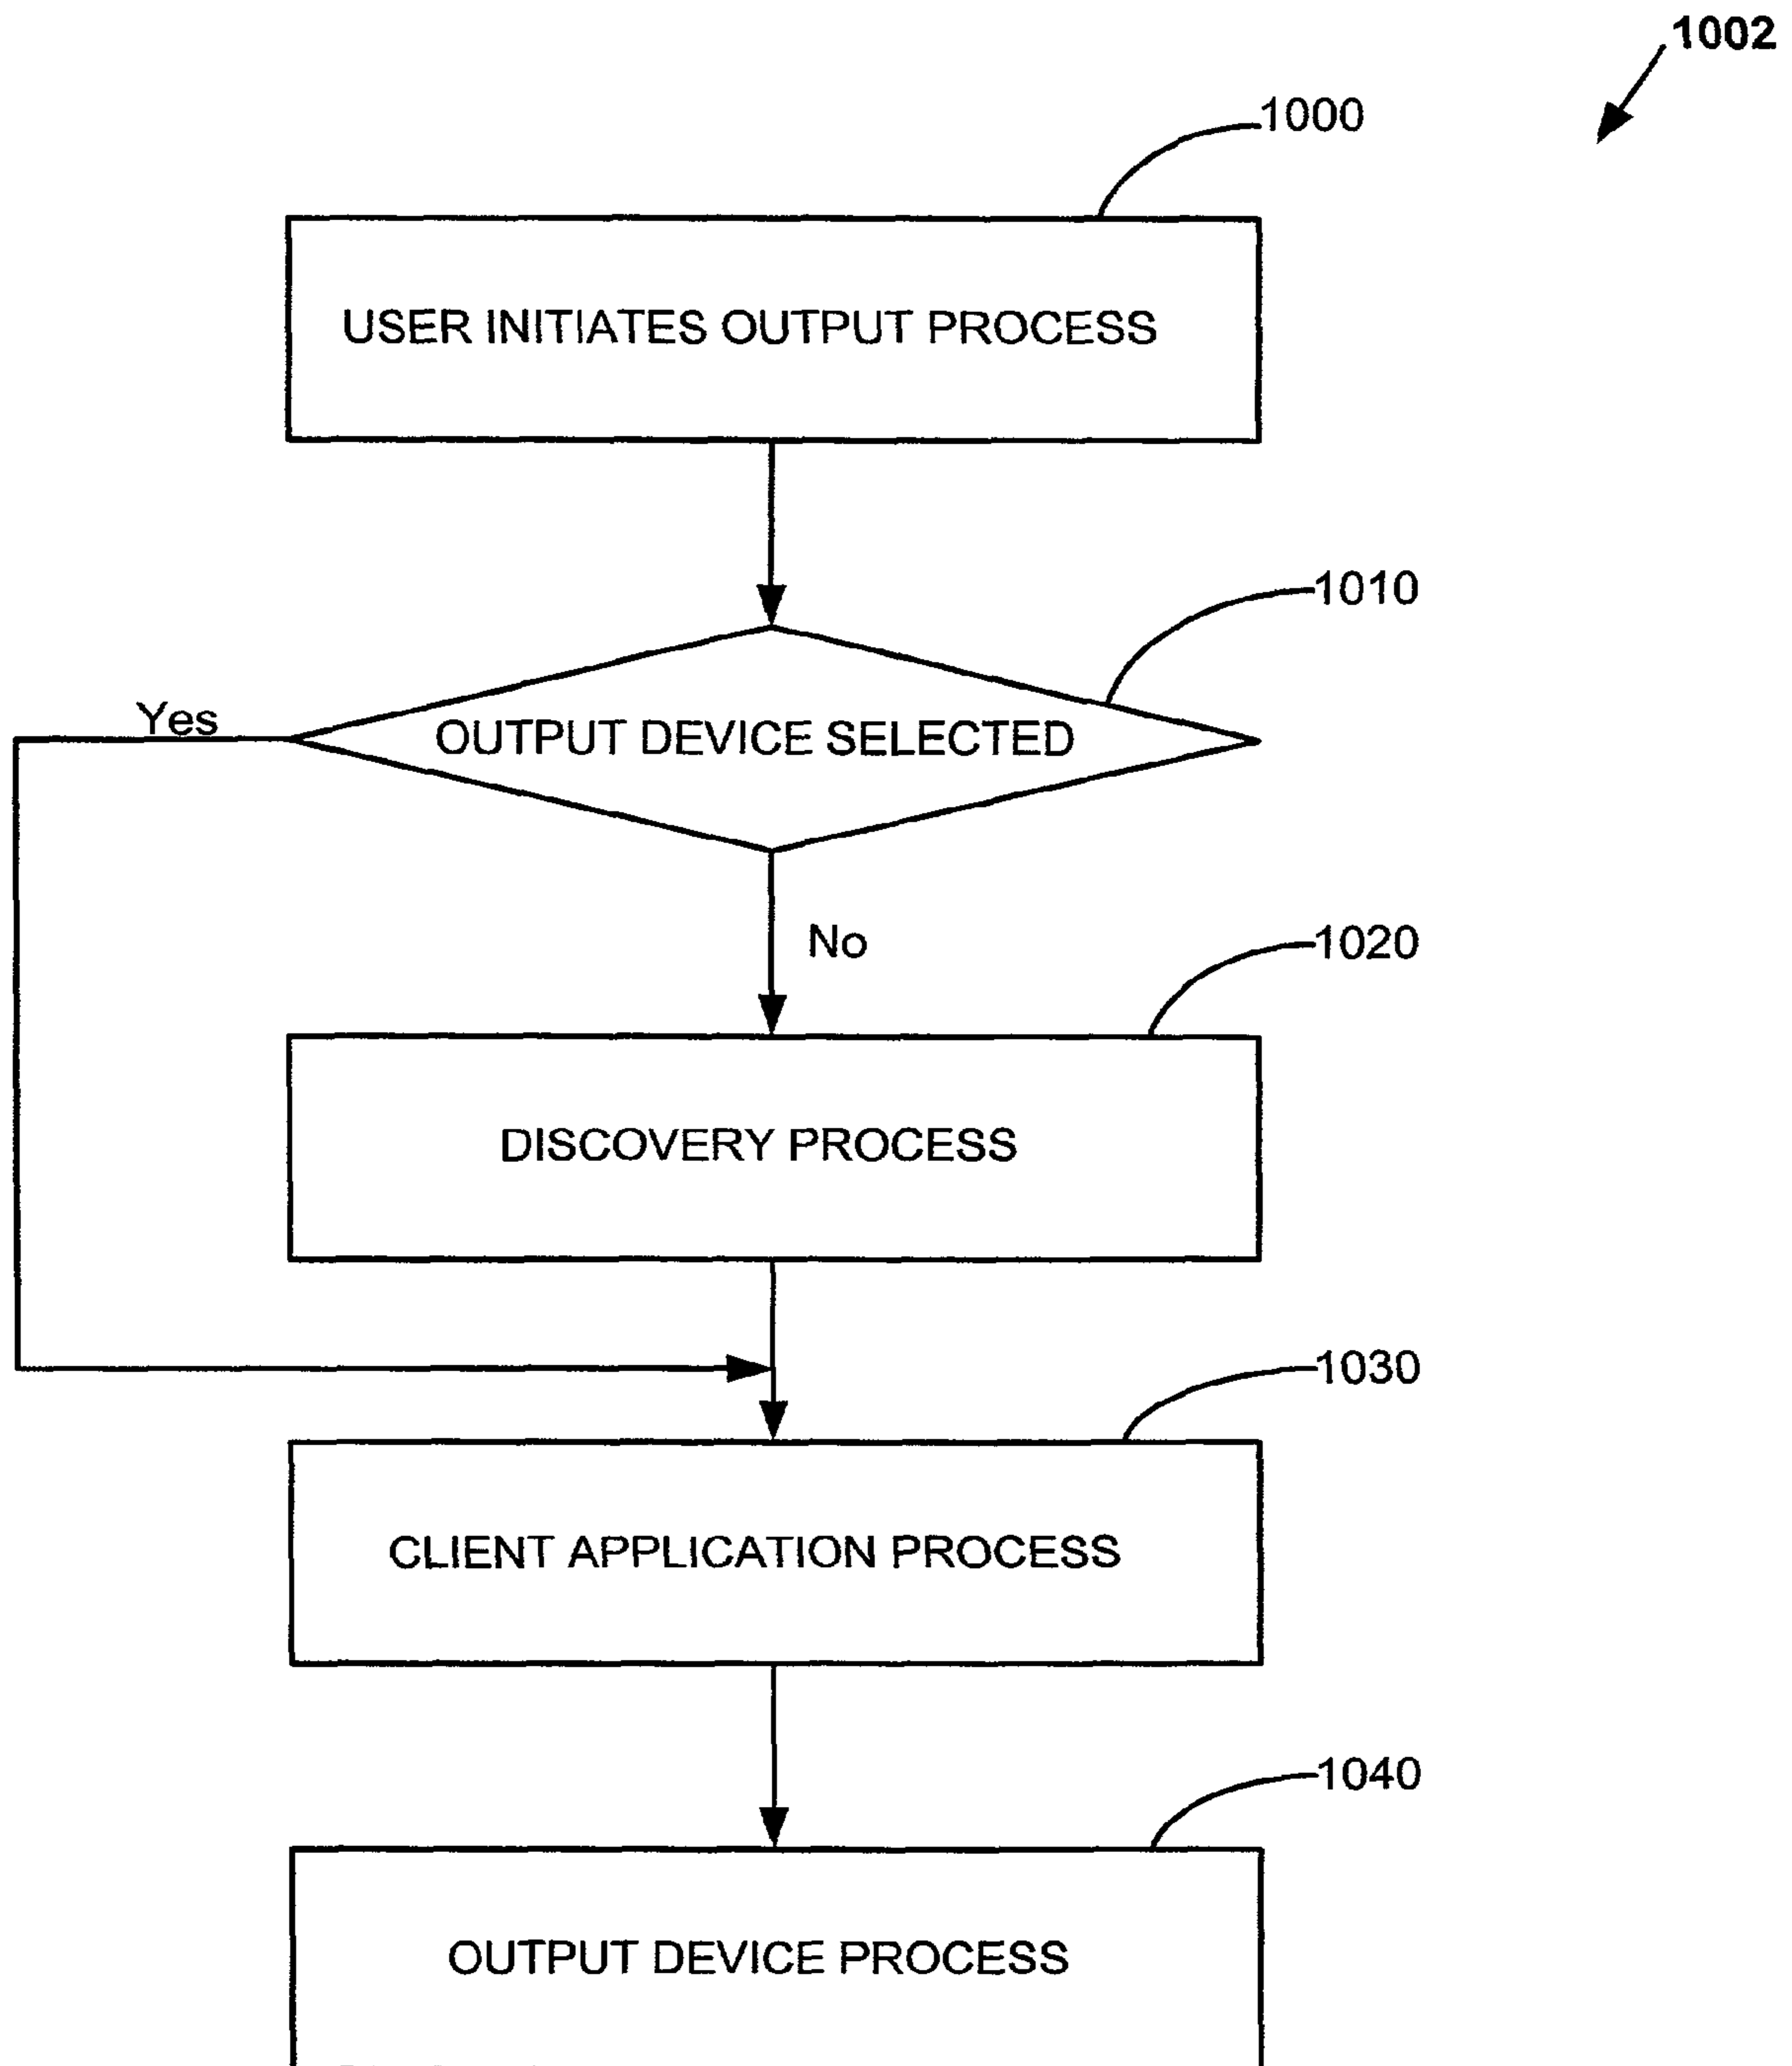 1002
1000
USER INITIATES OUTPUT PROCESS
1010
Yes
OUTPUT DEVICE SELECTED
No
1020
DISCOVERY PROCESS
1030
CLIENT APPLICATION PROCESS
1040
OUTPUT DEVICE PROCESS